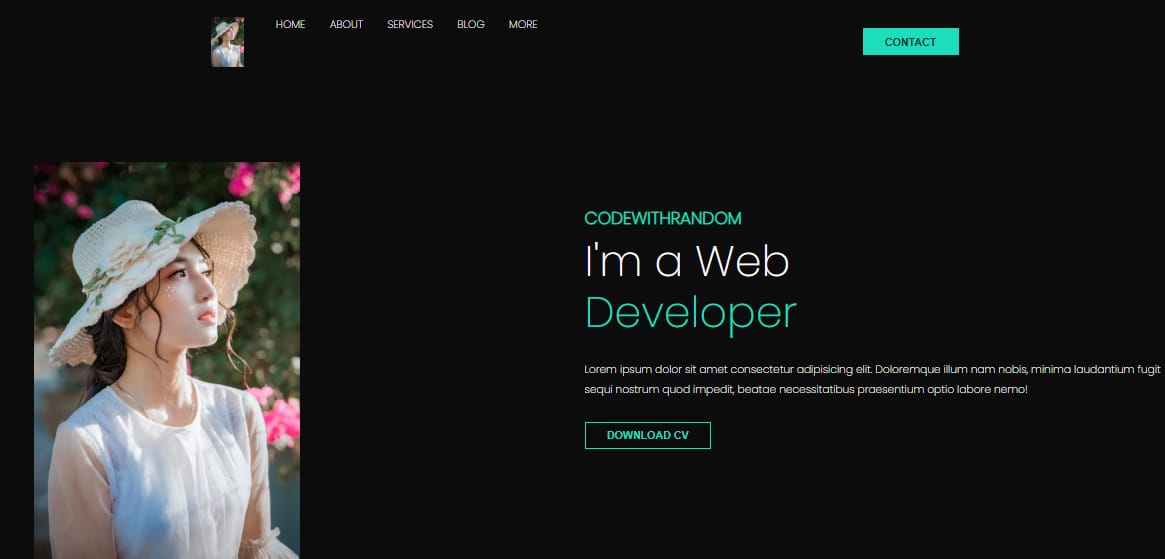 HOME ABOUT SERVICES BLOG MORE
CONTACT
CODEWITHRANDOM
I'm a Web
Developer
Lorem ipsum dolor sit amet consectetur adipisicing elit. Doloremque illum nam nobis, minima laudantium fugit
sequi nostrum quod impedit, beatae necessitatibus praesentium optio labore nemo!
DOWNLOAD CV